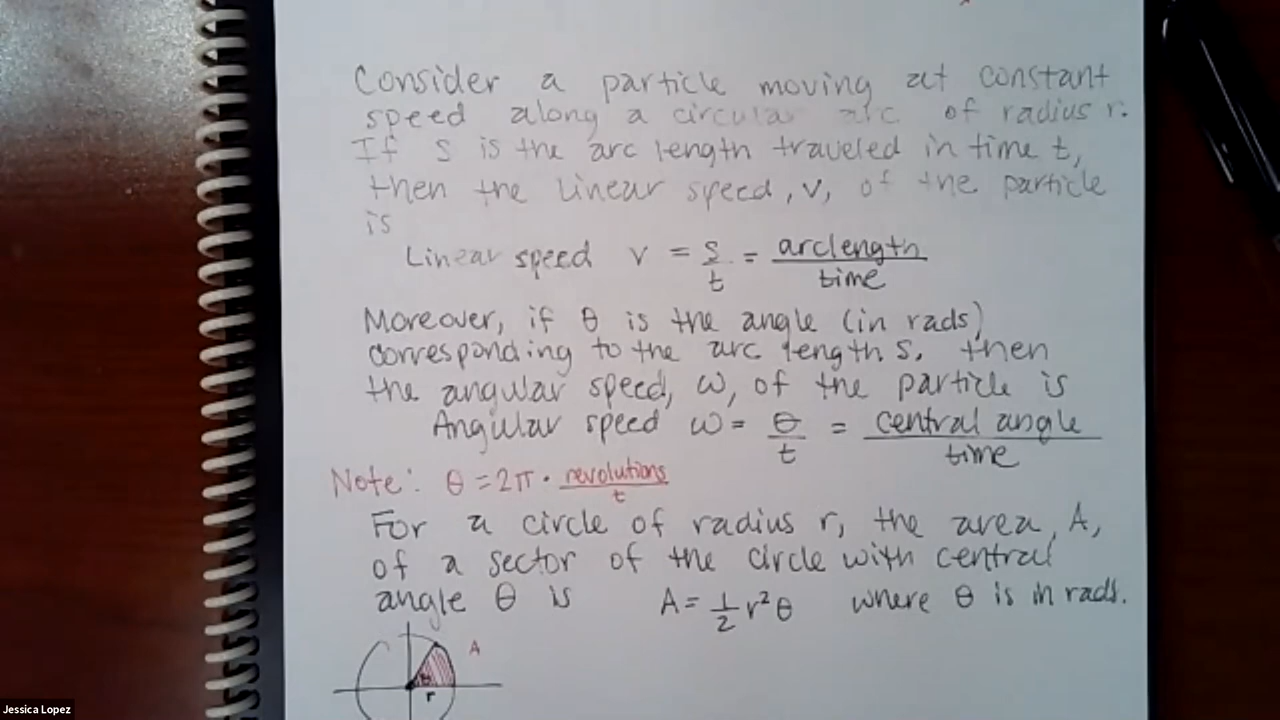 Consider a particle moving at constant
speed along a circular arc of radius r.
If s is the arc length traveled in time t,
then the linear speed, v, of the particle
is
Linear speed v = s/t = arclength/time
Moreover, if θ is the angle (in rads)
corresponding to the arc length s, then
the angular speed, ω, of the particle is
Angular speed ω = θ/t = central angle/time
Note: θ = 2π · revolutions/t
For a circle of radius r, the area, A,
of a sector of the circle with central
angle θ is A = 1/2 r²θ where θ is in rads.
A
θ
r
Jessica Lopez